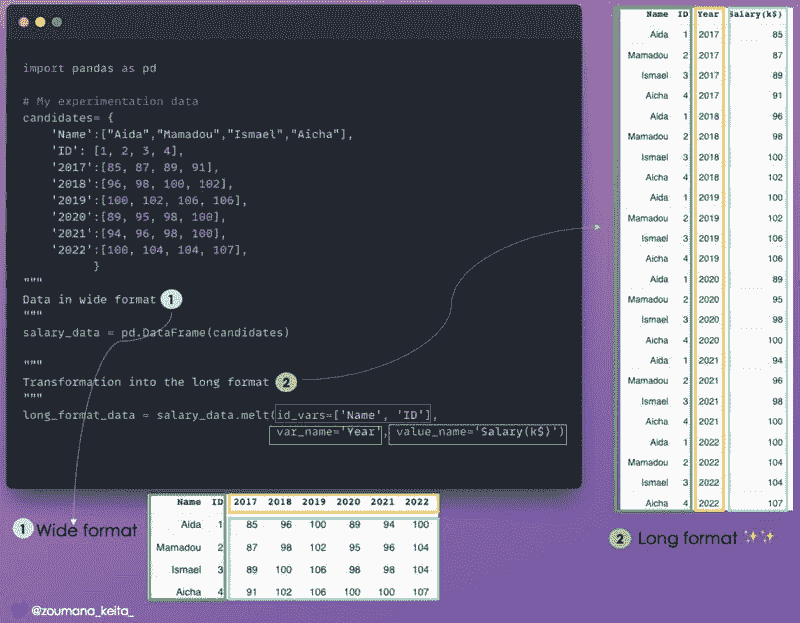 import pandas as pd
# My experimentation data
candidates= {
'Name':["Aida","Mamadou","Ismael","Aicha"],
'ID': [1, 2, 3, 4],
'2017':[85, 87, 89, 91],
'2018':[96, 98, 100, 102],
'2019':[100, 102, 106, 106],
'2020':[89, 95, 98, 100],
'2021':[94, 96, 98, 100],
'2022':[100, 104, 104, 107],
}
"""
Data in wide format 1
"""
salary_data = pd.DataFrame(candidates)
"""
Transformation into the long format 2
"""
long_format_data = salary_data.melt(id_vars=['Name', 'ID'],
var_name='Year', value_name='Salary(k$)')
1 Wide format
Name ID 2017 2018 2019 2020 2021 2022
Aida 1 85 96 100 89 94 100
Mamadou 2 87 98 102 95 96 104
Ismael 3 89 100 106 98 98 104
Aicha 4 91 102 106 100 100 107
@zoumana_keita_
Name ID Year Salary(k$)
Aida 1 2017 85
Mamadou 2 2017 87
Ismael 3 2017 89
Aicha 4 2017 91
Aida 1 2018 96
Mamadou 2 2018 98
Ismael 3 2018 100
Aicha 4 2018 102
Aida 1 2019 100
Mamadou 2 2019 102
Ismael 3 2019 106
Aicha 4 2019 106
Aida 1 2020 89
Mamadou 2 2020 95
Ismael 3 2020 98
Aicha 4 2020 100
Aida 1 2021 94
Mamadou 2 2021 96
Ismael 3 2021 98
Aicha 4 2021 100
Aida 1 2022 100
Mamadou 2 2022 104
Ismael 3 2022 104
Aicha 4 2022 107
2 Long format ✨✨